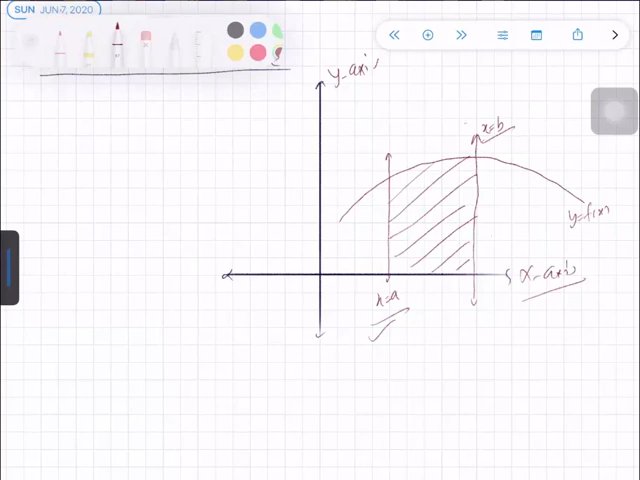 SUN JUN 7, 2020
y-axis
x=b
y=f(x)
x-axis
x=a